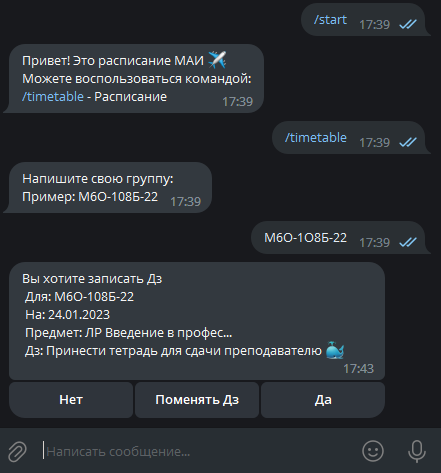 /start
17:39
Привет! Это расписание МАИ ✈️
Можете воспользоваться командой:
/timetable - Расписание
17:39
/timetable
17:39
Напишите свою группу:
Пример: М6О-108Б-22
17:39
М6О-1О8Б-22
17:39
Вы хотите записать Дз
Для: М6О-108Б-22
На: 24.01.2023
Предмет: ЛР Введение в профес...
Дз: Принести тетрадь для сдачи преподавателю 🐳
17:43
Нет
Поменять Дз
Да
Написать сообщение...